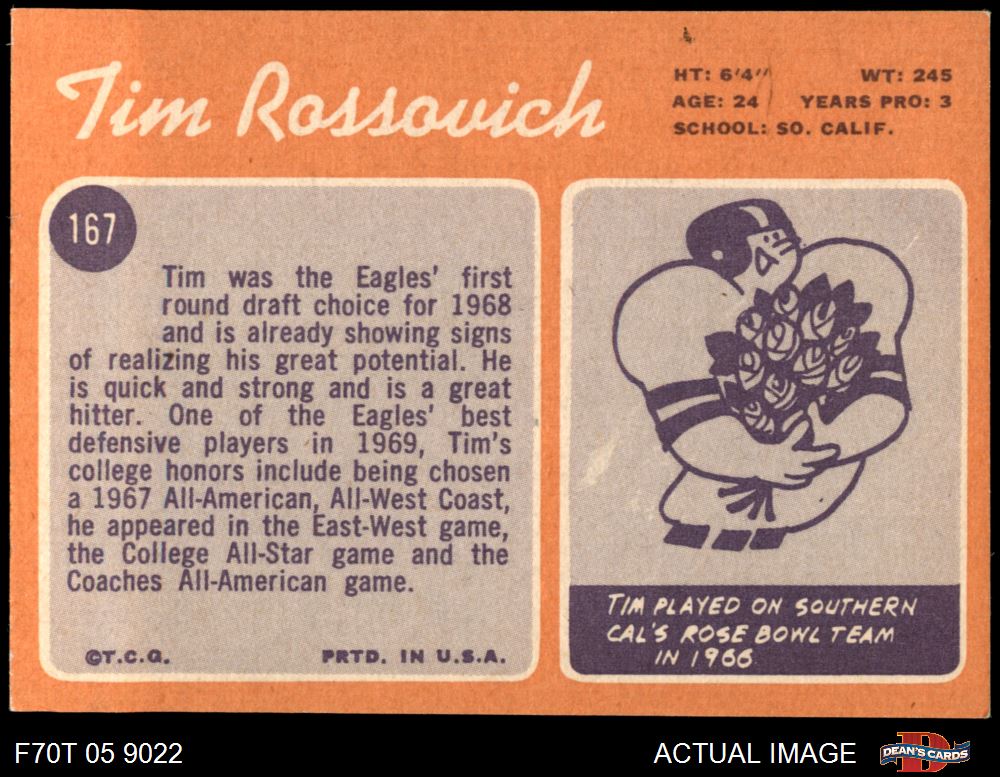 Tim Rossovich
HT: 6'4" WT: 245
AGE: 24 YEARS PRO: 3
SCHOOL: SO. CALIF.
167
Tim was the Eagles' first
round draft choice for 1968
and is already showing signs
of realizing his great potential. He
is quick and strong and is a great
hitter. One of the Eagles' best
defensive players in 1969, Tim's
college honors include being chosen
a 1967 All-American, All-West Coast,
he appeared in the East-West game,
the College All-Star game and the
Coaches All-American game.
©T.C.G. PRTD. IN U.S.A.
TIM PLAYED ON SOUTHERN
CAL'S ROSE BOWL TEAM
IN 1966
F70T 05 9022 ACTUAL IMAGE D DEAN'S CARDS